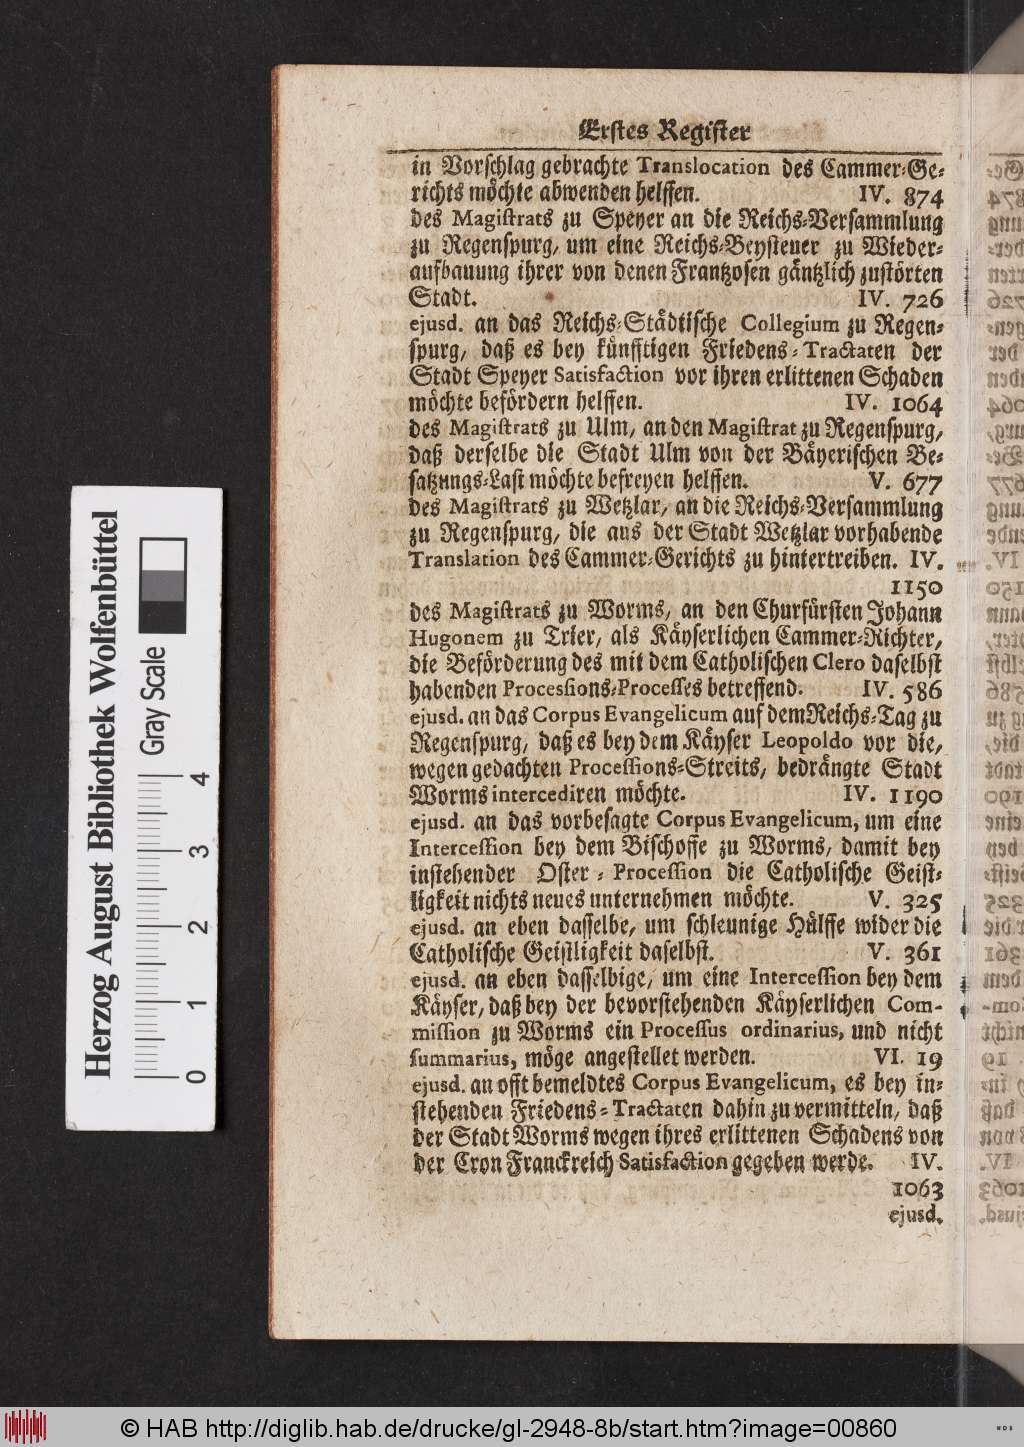 Erstes Register
in Vorschlag gebrachte Translocation des Cammer-Ge-
richts möchte abwenden helffen. IV. 874
des Magistrats zu Speyer an die Reichs-Versammlung
zu Regenspurg, um eine Reichs-Beysteuer zu Wieder-
aufbauung ihrer von denen Frantzosen gäntzlich zustörten
Stadt. IV. 726
ejusd. an das Reichs-Städtische Collegium zu Regen-
spurg, daß es bey künfftigen Friedens-Tractaten der
Stadt Speyer Satisfaction vor ihren erlittenen Schaden
möchte befördern helffen. IV. 1064
des Magistrats zu Ulm, an den Magistrat zu Regenspurg,
daß derselbe die Stadt Ulm von der Bäyerischen Be-
satzungs-Last möchte befreyen helffen. V. 677
des Magistrats zu Wetzlar, an die Reichs-Versammlung
zu Regenspurg, die aus der Stadt Wetzlar vorhabende
Translation des Cammer-Gerichts zu hintertreiben. IV.
1150
des Magistrats zu Worms, an den Churfürsten Johann
Hugonem zu Trier, als Käyserlichen Cammer-Richter,
die Beförderung des mit dem Catholischen Clero daselbst
habenden Processions-Processes betreffend. IV. 586
ejusd. an das Corpus Evangelicum auf dem Reichs-Tag zu
Regenspurg, daß es bey dem Käyser Leopoldo vor die,
wegen gedachten Processions-Streits, bedrängte Stadt
Worms intercediren möchte. IV. 1190
ejusd. an das vorbesagte Corpus Evangelicum, um eine
Intercession bey dem Bischoffe zu Worms, damit bey
instehender Oster-Procession die Catholische Geist-
ligkeit nichts neues unternehmen möchte. V. 325
ejusd. an eben dasselbe, um schleunige Hülffe wider die
Catholische Geistligkeit daselbst. V. 361
ejusd. an eben dasselbige, um eine Intercession bey dem
Käyser, daß bey der bevorstehenden Käyserlichen Com-
mission zu Worms ein Processus ordinarius, und nicht
summarius, möge angestellet werden. VI. 19
ejusd. an offt bemeldtes Corpus Evangelicum, es bey in-
stehenden Friedens-Tractaten dahin zu vermitteln, daß
der Stadt Worms wegen ihres erlittenen Schadens von
der Cron Franckreich Satisfaction gegeben werde. IV.
1063
ejusd.
Herzog August Bibliothek Wolfenbüttel
Gray Scale
0 1 2 3 4
© HAB http://diglib.hab.de/drucke/gl-2948-8b/start.htm?image=00860